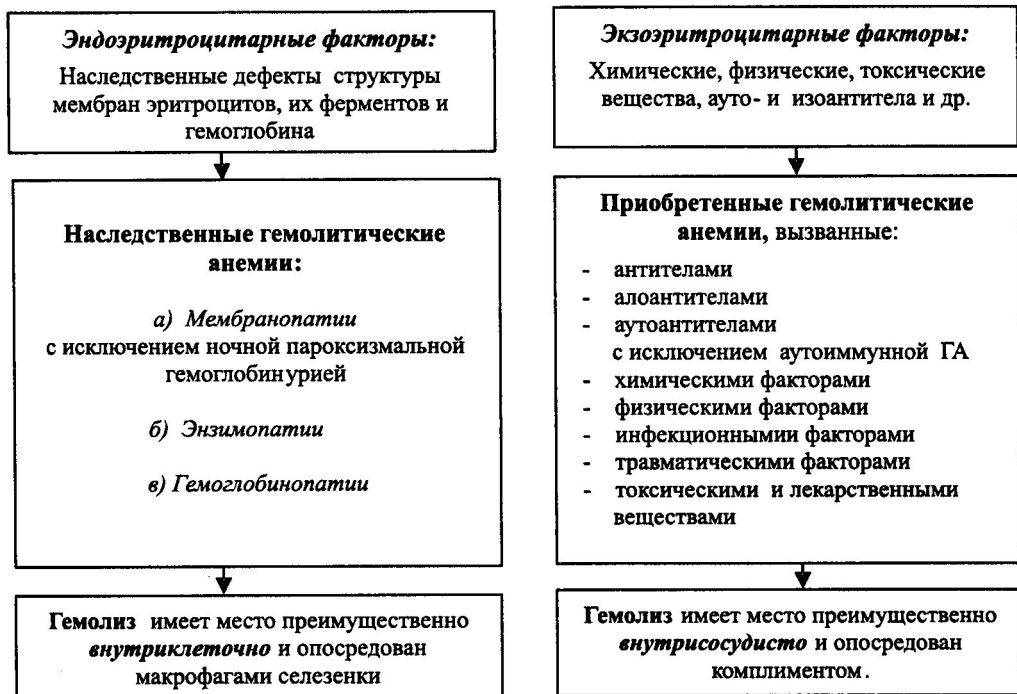 Эндоэритроцитарные факторы:
Наследственные дефекты структуры
мембран эритроцитов, их ферментов и
гемоглобина
Наследственные гемолитические
анемии:
а) Мембранопатии
с исключением ночной пароксизмальной
гемоглобинурией
б) Энзимопатии
в) Гемоглобинопатии
Гемолиз имеет место преимущественно
внутриклеточно и опосредован
макрофагами селезенки
Экзоэритроцитарные факторы:
Химические, физические, токсические
вещества, ауто- и изоантитела и др.
Приобретенные гемолитические
анемии, вызванные:
- антителами
- алоантителами
- аутоантителами
с исключением аутоиммунной ГА
- химическими факторами
- физическими факторами
- инфекционнымии факторами
- травматическими факторами
- токсическими и лекарственными
веществами
Гемолиз имеет место преимущественно
внутрисосудисто и опосредован
комплиментом.